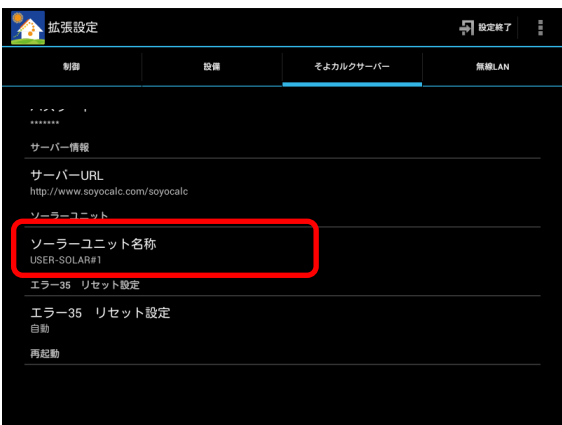 拡張設定
設定終了
制御
設備
そよカルクサーバー
無線LAN
*******
サーバー情報
サーバーURL
http://www.soyocalc.com/soyocalc
ソーラーユニット
ソーラーユニット名称
USER-SOLAR#1
エラー35 リセット設定
エラー35 リセット設定
自動
再起動